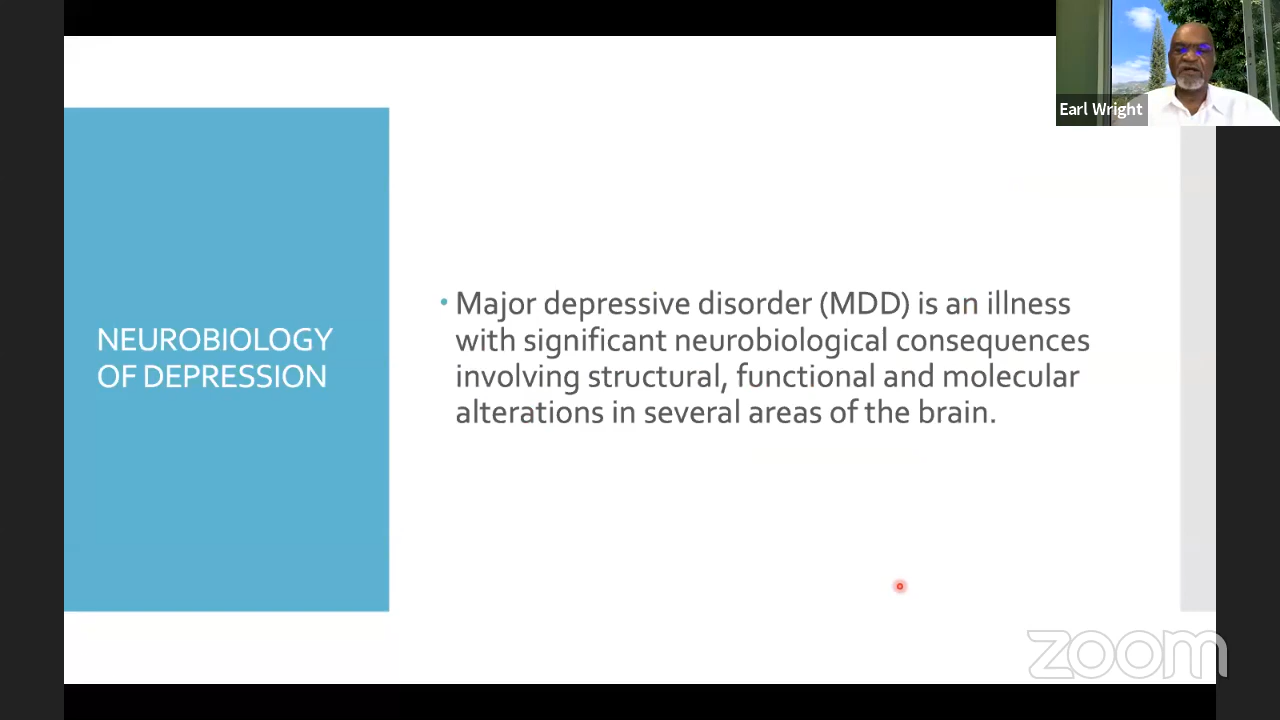 Earl Wright
NEUROBIOLOGY
OF DEPRESSION
• Major depressive disorder (MDD) is an illness
with significant neurobiological consequences
involving structural, functional and molecular
alterations in several areas of the brain.
zoom